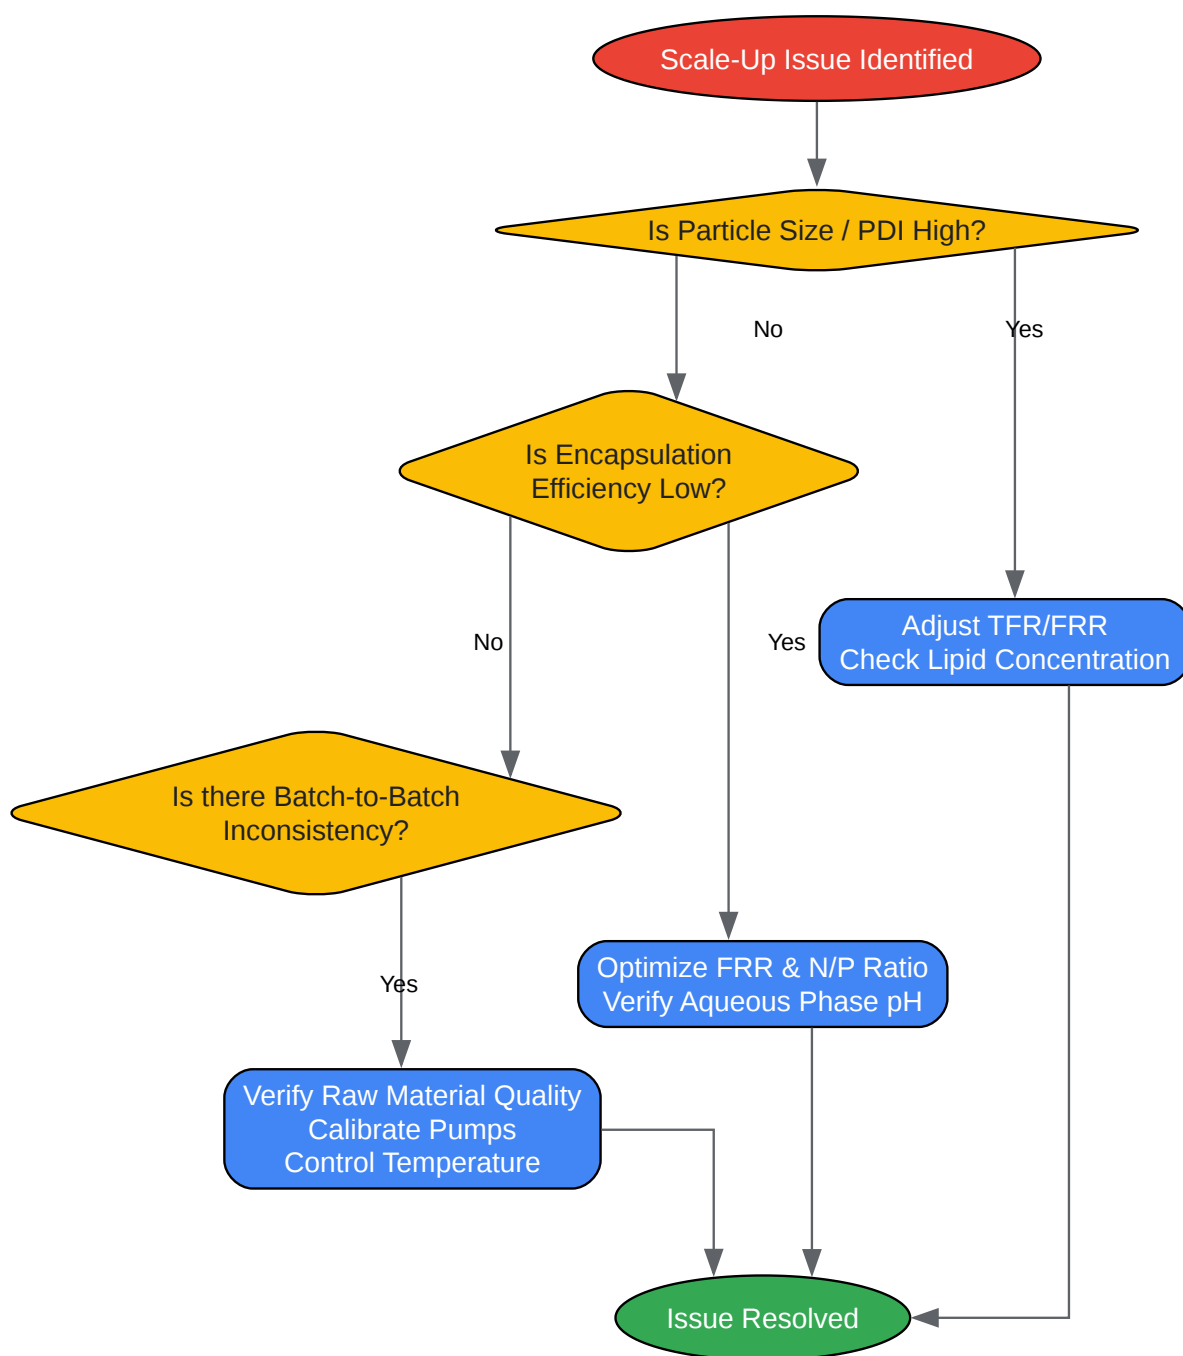 Scale-Up Issue Identified
Is Particle Size / PDI High?
No
Yes
Is Encapsulation
Efficiency Low?
Adjust TFR/FRR
Check Lipid Concentration
No
Yes
Is there Batch-to-Batch
Inconsistency?
Optimize FRR & N/P Ratio
Verify Aqueous Phase pH
Yes
Verify Raw Material Quality
Calibrate Pumps
Control Temperature
Issue Resolved